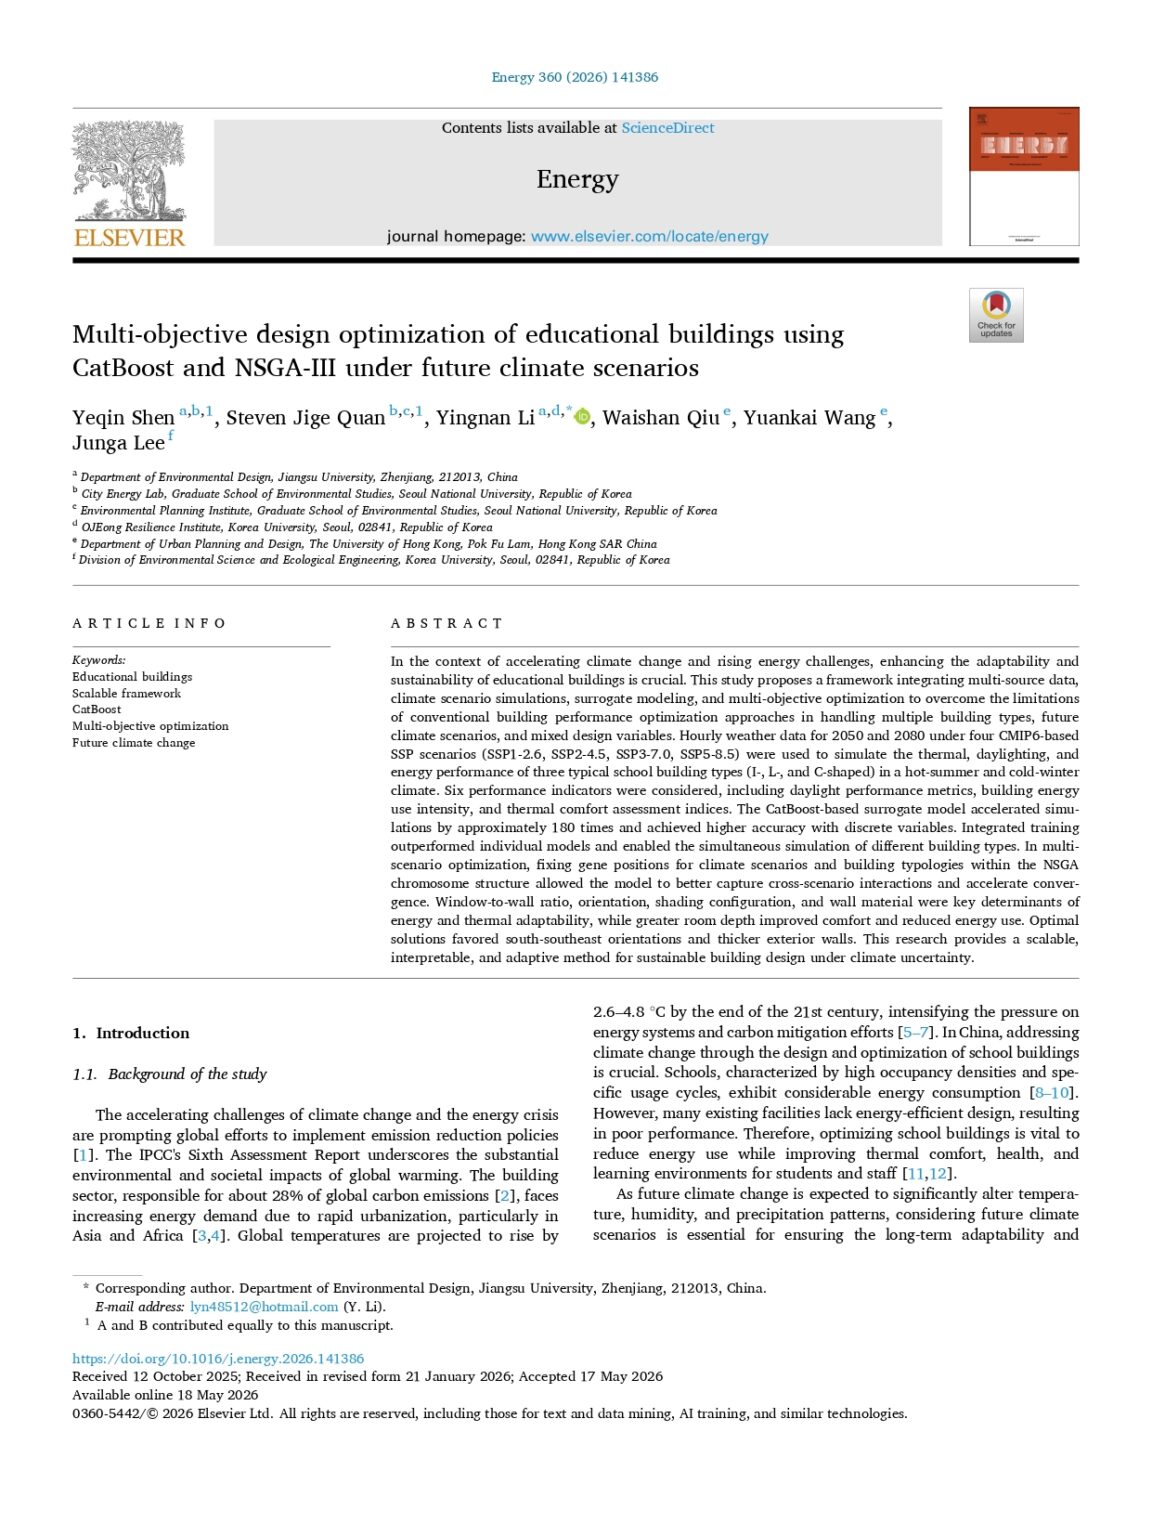 Energy 360 (2026) 141386
Contents lists available at ScienceDirect
Energy
journal homepage: www.elsevier.com/locate/energy
ELSEVIER
ENERGY
Check for
updates
Multi-objective design optimization of educational buildings using
CatBoost and NSGA-III under future climate scenarios
Yeqin Shen a,b,1, Steven Jige Quan b,c,1, Yingnan Li a,d,*, Waishan Qiu e, Yuankai Wang e,
Junga Lee f
a Department of Environmental Design, Jiangsu University, Zhenjiang, 212013, China
b City Energy Lab, Graduate School of Environmental Studies, Seoul National University, Republic of Korea
c Environmental Planning Institute, Graduate School of Environmental Studies, Seoul National University, Republic of Korea
d OJEong Resilience Institute, Korea University, Seoul, 02841, Republic of Korea
e Department of Urban Planning and Design, The University of Hong Kong, Pok Fu Lam, Hong Kong SAR China
f Division of Environmental Science and Ecological Engineering, Korea University, Seoul, 02841, Republic of Korea
ARTICLE INFO
Keywords:
Educational buildings
Scalable framework
CatBoost
Multi-objective optimization
Future climate change
ABSTRACT
In the context of accelerating climate change and rising energy challenges, enhancing the adaptability and
sustainability of educational buildings is crucial. This study proposes a framework integrating multi-source data,
climate scenario simulations, surrogate modeling, and multi-objective optimization to overcome the limitations
of conventional building performance optimization approaches in handling multiple building types, future
climate scenarios, and mixed design variables. Hourly weather data for 2050 and 2080 under four CMIP6-based
SSP scenarios (SSP1-2.6, SSP2-4.5, SSP3-7.0, SSP5-8.5) were used to simulate the thermal, daylighting, and
energy performance of three typical school building types (I-, L-, and C-shaped) in a hot-summer and cold-winter
climate. Six performance indicators were considered, including daylight performance metrics, building energy
use intensity, and thermal comfort assessment indices. The CatBoost-based surrogate model accelerated simu-
lations by approximately 180 times and achieved higher accuracy with discrete variables. Integrated training
outperformed individual models and enabled the simultaneous simulation of different building types. In multi-
scenario optimization, fixing gene positions for climate scenarios and building typologies within the NSGA
chromosome structure allowed the model to better capture cross-scenario interactions and accelerate conver-
gence. Window-to-wall ratio, orientation, shading configuration, and wall material were key determinants of
energy and thermal adaptability, while greater room depth improved comfort and reduced energy use. Optimal
solutions favored south-southeast orientations and thicker exterior walls. This research provides a scalable,
interpretable, and adaptive method for sustainable building design under climate uncertainty.
1. Introduction
1.1. Background of the study
The accelerating challenges of climate change and the energy crisis
are prompting global efforts to implement emission reduction policies
[1]. The IPCC's Sixth Assessment Report underscores the substantial
environmental and societal impacts of global warming. The building
sector, responsible for about 28% of global carbon emissions [2], faces
increasing energy demand due to rapid urbanization, particularly in
Asia and Africa [3,4]. Global temperatures are projected to rise by
2.6–4.8 °C by the end of the 21st century, intensifying the pressure on
energy systems and carbon mitigation efforts [5–7]. In China, addressing
climate change through the design and optimization of school buildings
is crucial. Schools, characterized by high occupancy densities and spe-
cific usage cycles, exhibit considerable energy consumption [8–10].
However, many existing facilities lack energy-efficient design, resulting
in poor performance. Therefore, optimizing school buildings is vital to
reduce energy use while improving thermal comfort, health, and
learning environments for students and staff [11,12].
As future climate change is expected to significantly alter tempera-
ture, humidity, and precipitation patterns, considering future climate
scenarios is essential for ensuring the long-term adaptability and
* Corresponding author. Department of Environmental Design, Jiangsu University, Zhenjiang, 212013, China.
E-mail address: lyn48512@hotmail.com (Y. Li).
1 A and B contributed equally to this manuscript.
https://doi.org/10.1016/j.energy.2026.141386
Received 12 October 2025; Received in revised form 21 January 2026; Accepted 17 May 2026
Available online 18 May 2026
0360-5442/© 2026 Elsevier Ltd. All rights are reserved, including those for text and data mining, AI training, and similar technologies.